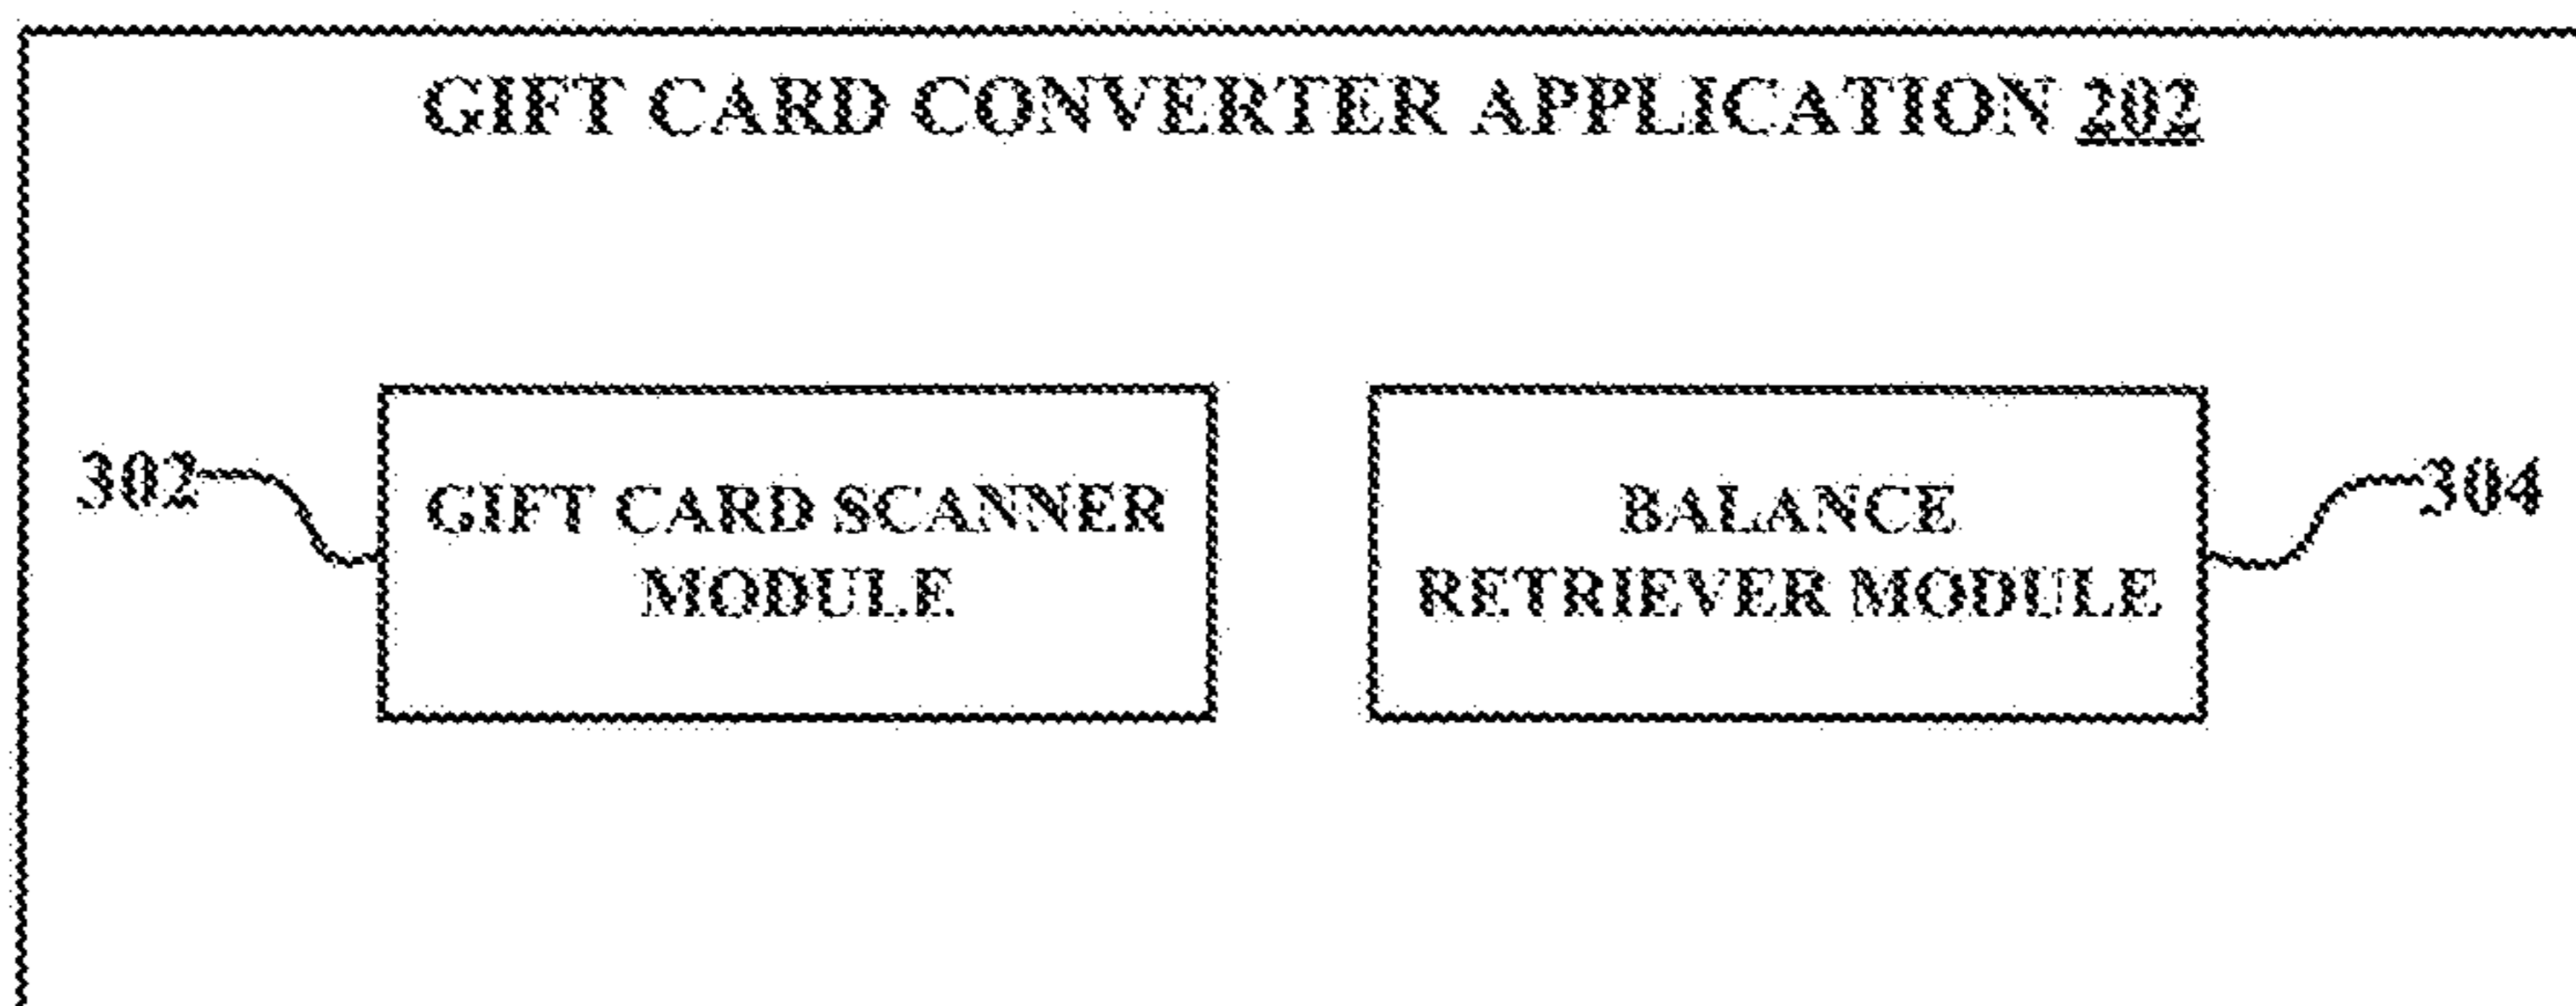 GIFT CARD CONVERTER APPLICATION 202
302
GIFT CARD SCANNER
MODULE
BALANCE
RETRIEVER MODULE
304